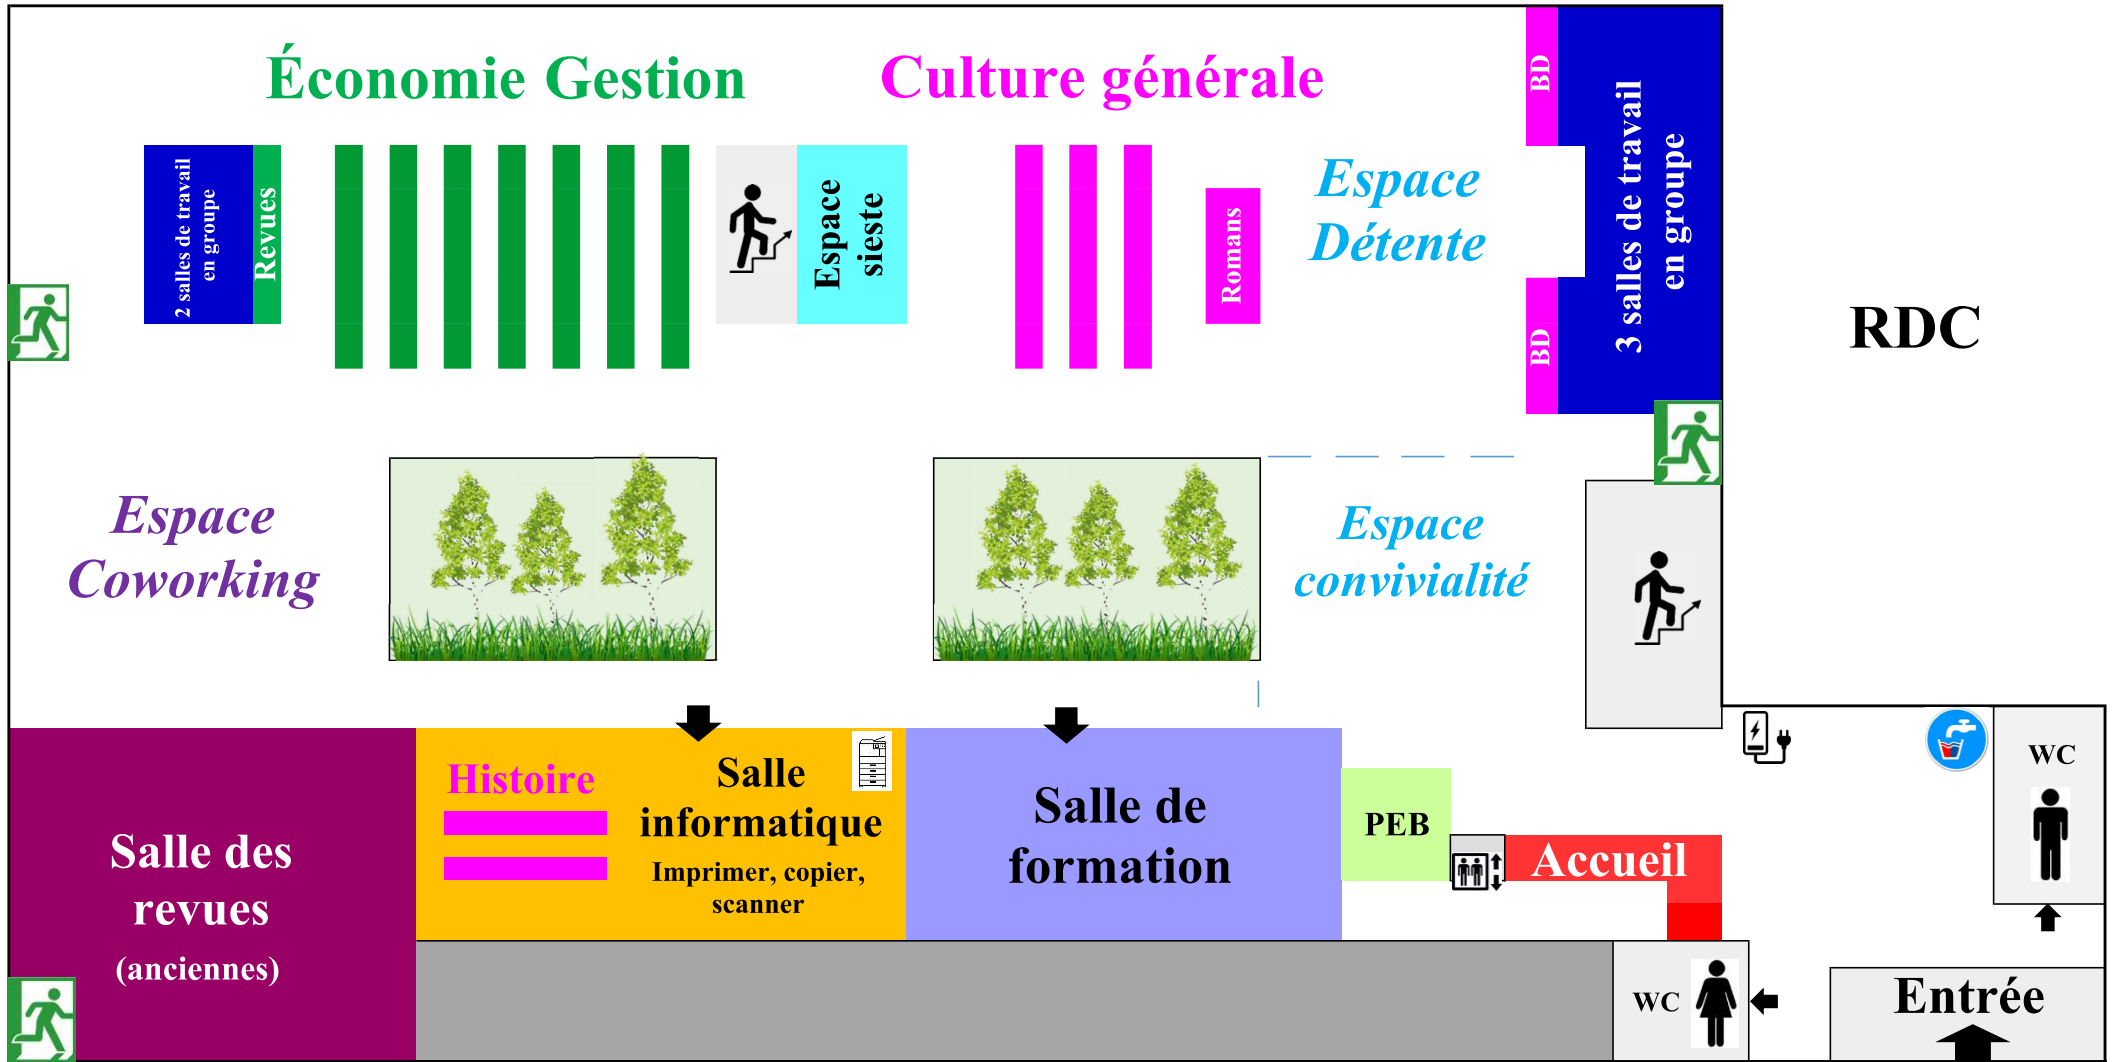 Économie Gestion
Culture générale
BD
3 salles de travail
en groupe
2 salles de travail
en groupe
Revues
Espace
sieste
Romans
Espace
Détente
BD
RDC
Espace
Coworking
Espace
convivialité
Salle des
revues
(anciennes)
Histoire
Salle
informatique
Imprimer, copier,
scanner
Salle de
formation
PEB
Accueil
WC
WC
Entrée